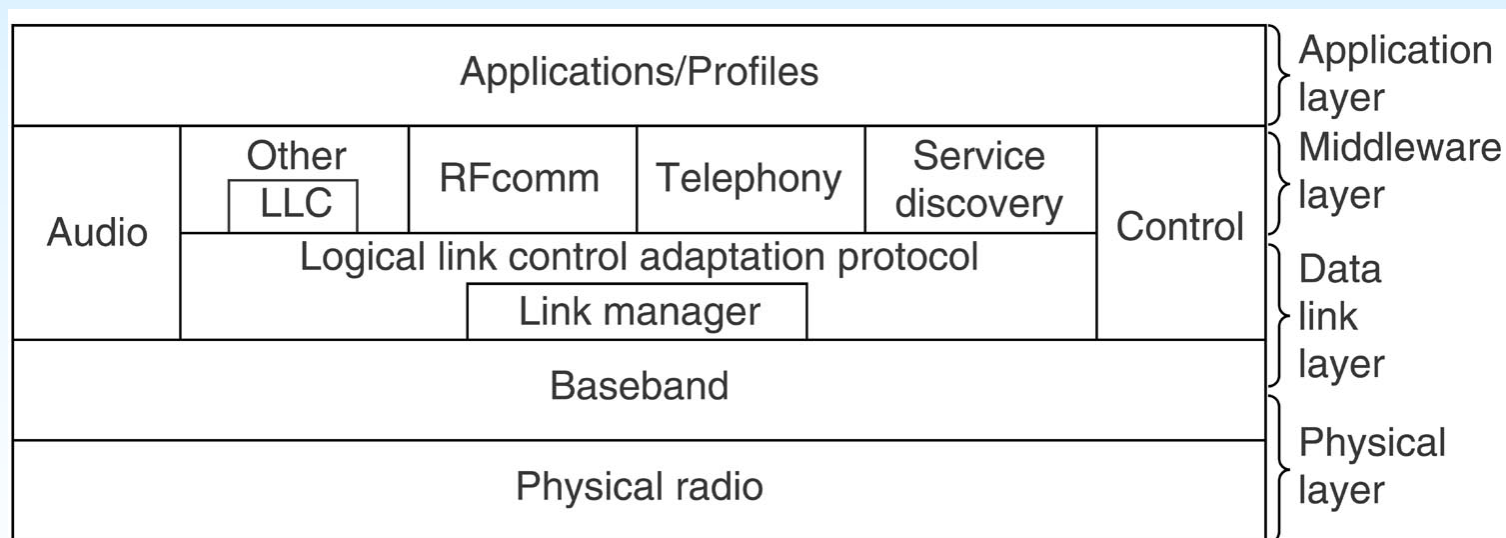 Applications/Profiles
Application
layer
Audio
Other
LLC
RFcomm
Telephony
Service
discovery
Control
Middleware
layer
Logical link control adaptation protocol
Link manager
Data
link
layer
Baseband
Physical radio
Physical
layer